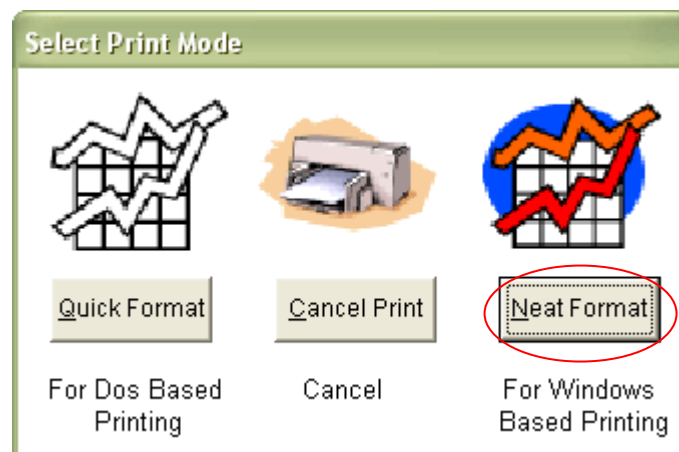 Select Print Mode
Quick Format
Cancel Print
Neat Format
For Dos Based
Printing
Cancel
For Windows
Based Printing